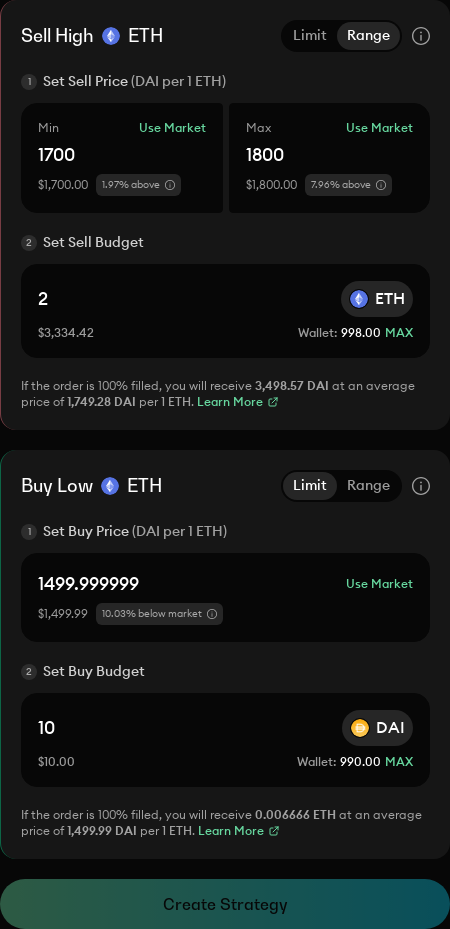 Sell High ETH Limit Range
1 Set Sell Price (DAI per 1 ETH)
Min Use Market
1700
$1,700.00 1.97% above
Max Use Market
1800
$1,800.00 7.96% above
2 Set Sell Budget
2 ETH
$3,334.42 Wallet: 998.00 MAX
If the order is 100% filled, you will receive 3,498.57 DAI at an average
price of 1,749.28 DAI per 1 ETH. Learn More
Buy Low ETH Limit Range
1 Set Buy Price (DAI per 1 ETH)
1499.999999 Use Market
$1,499.99 10.03% below market
2 Set Buy Budget
10 DAI
$10.00 Wallet: 990.00 MAX
If the order is 100% filled, you will receive 0.006666 ETH at an average
price of 1,499.99 DAI per 1 ETH. Learn More
Create Strategy